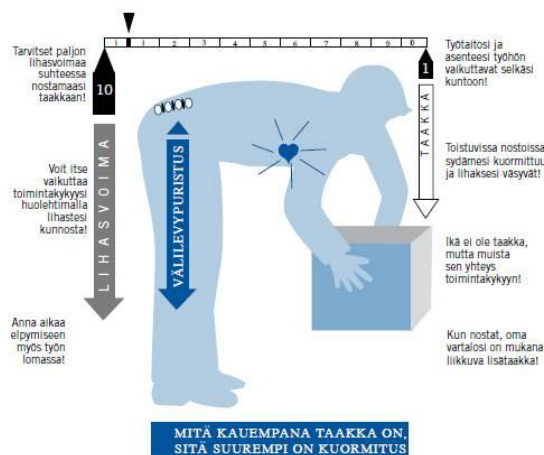 Tarvitset paljon
lihasvoimaa
suhteessa
nostamaasi
taakkaan!
1 1 2 3 4 5 6 7 8 9 0
10
1
Työtaitosi ja
asenteesi työhön
vaikuttavat selkäsi
kuntoon!
LIHASVOIMA
VÄLILEVYPURISTUS
TAAKKA
Voit itse
vaikuttaa
toimintakykyysi
huolehtimalla
lihastesi
kunnosta!
Toistuvissa nostoissa
sydämesi kuormittuu
ja lihaksesi väsyvät!
Ikä ei ole taakka,
mutta muista
sen yhteys
toimintakykyyn!
Anna aikaa
elpymiseen
myös työn
lomassa!
Kun nostat, oma
vartalosi on mukana
liikkuva lisätaakka!
MITÄ KAUEMPANA TAAKKA ON,
SITÄ SUUREMPI ON KUORMITUS